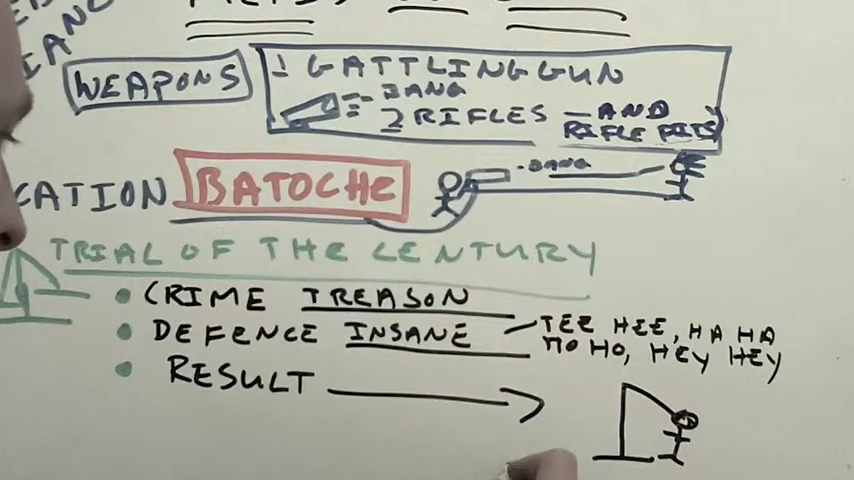 WEAPONS
1 GATTLING GUN
BANG
2 RIFLES - AND
RIFLE PITS
CATION BATOCHE
BANG
TRIAL OF THE CENTURY
• CRIME TREASON
• DEFENCE INSANE - TEE HEE, HA HA
HO HO, HEY HEY
• RESULT